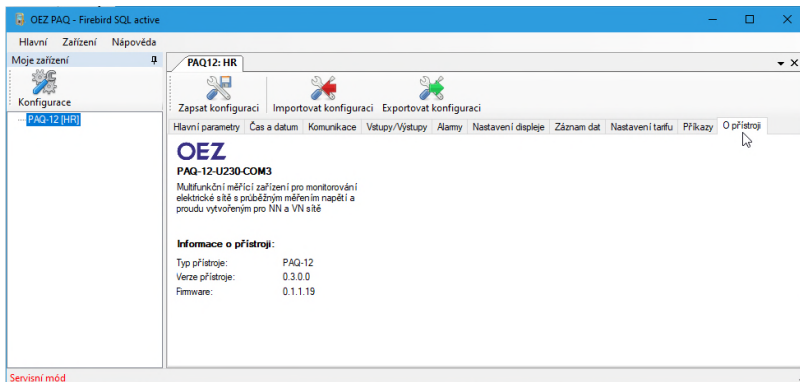 OEZ PAQ - Firebird SQL active
Hlavní Zařízení Nápověda
Moje zařízení
Konfigurace
PAQ-12 [HR]
PAQ12: HR
Zapsat konfiguraci Importovat konfiguraci Exportovat konfiguraci
Hlavní parametry Čas a datum Komunikace Vstupy/Výstupy Alarmy Nastavení displeje Záznam dat Nastavení tarifu Příkazy O přístroji
OEZ
PAQ-12-U230-COM3
Multifunkční měřící zařízení pro monitorování
elektrické sítě s průběžným měřením napětí a
proudu vytvořeným pro NN a VN sítě
Informace o přístroji:
Typ přístroje: PAQ-12
Verze přístroje: 0.3.0.0
Firmware: 0.1.1.19
Servisní mód